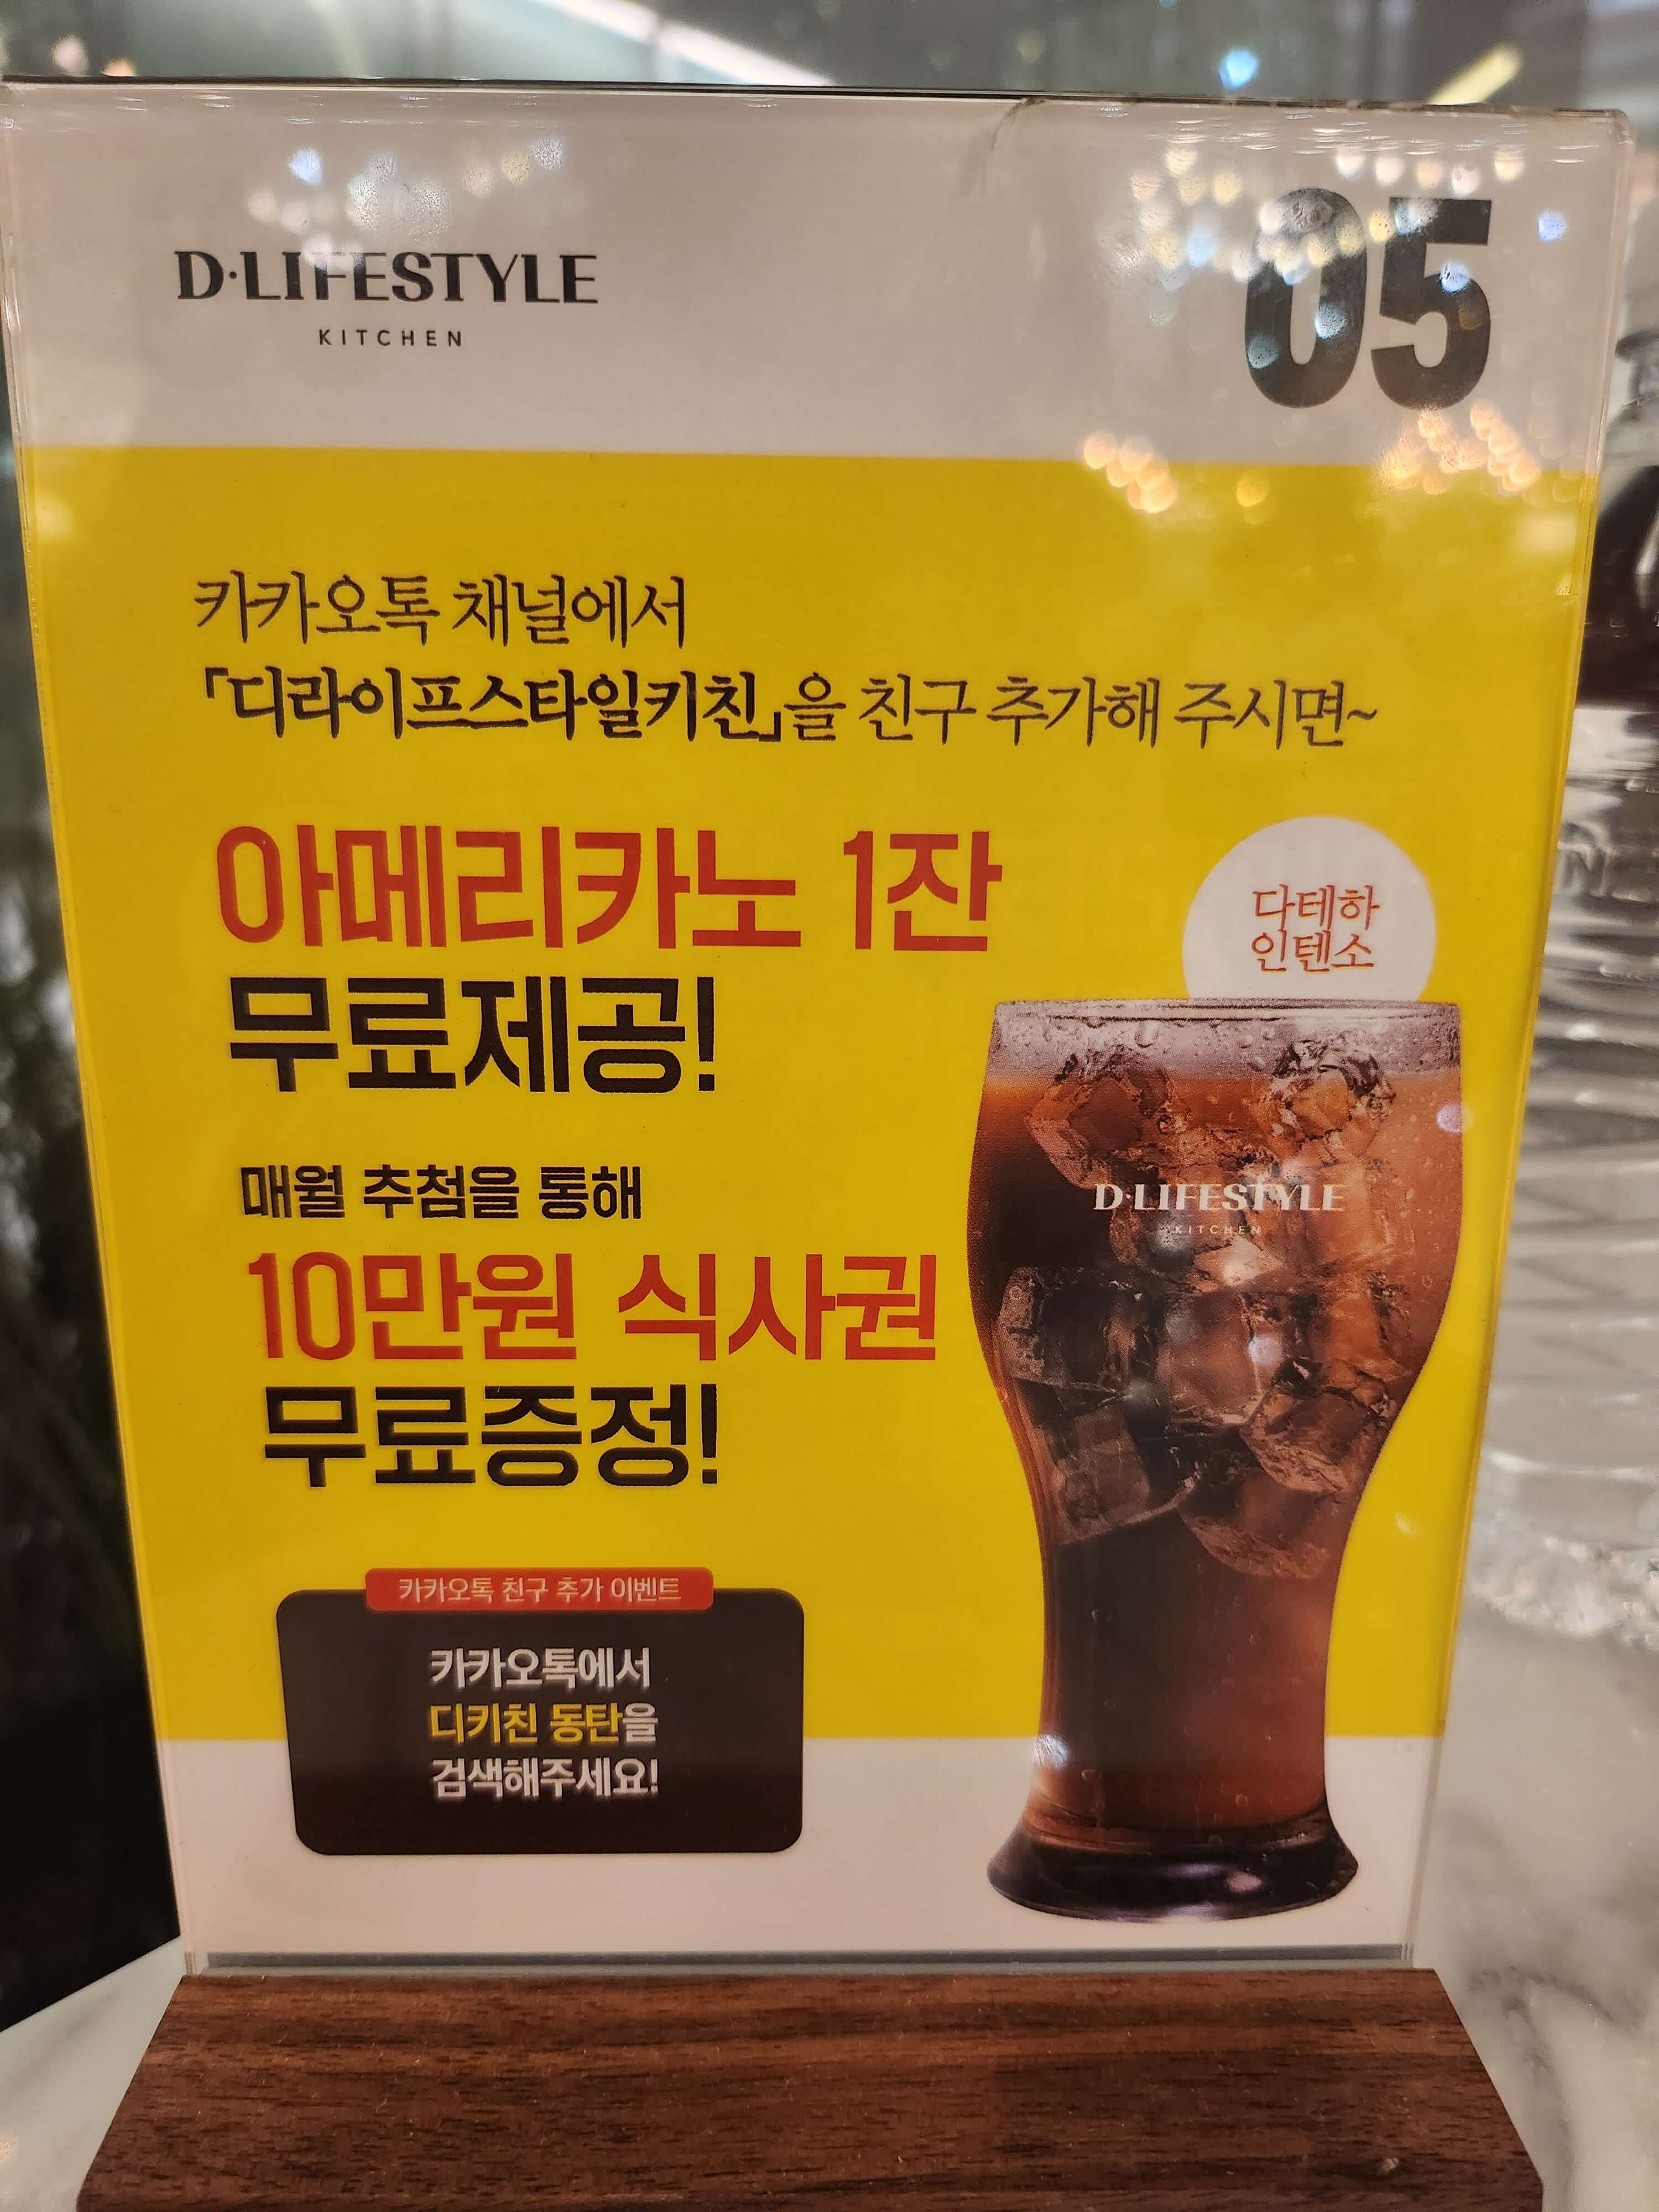 D·LIFESTYLE
KITCHEN
05
카카오톡 채널에서
「디라이프스타일키친」을 친구 추가해 주시면~
아메리카노 1잔
무료제공!
다테하
인텐소
매월 추첨을 통해
10만원 식사권
무료증정!
D·LIFESTYLE
KITCHEN
카카오톡 친구 추가 이벤트
카카오톡에서
디키친 동탄을
검색해주세요!